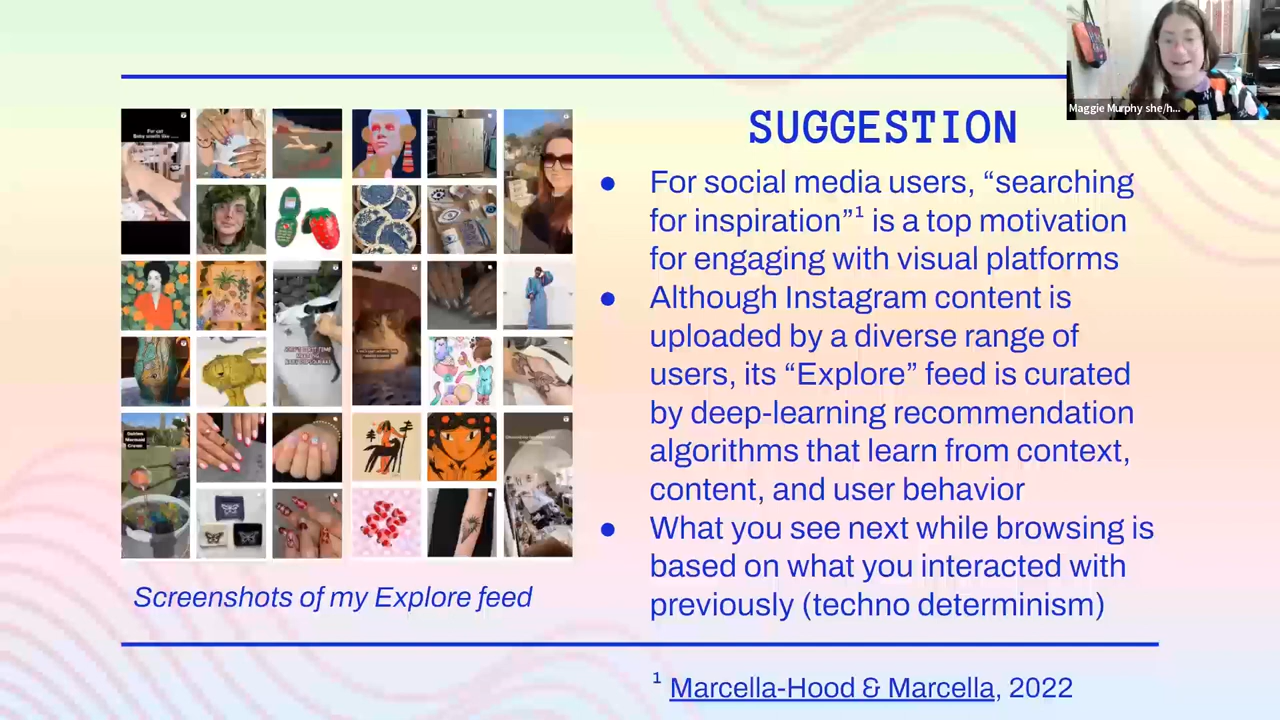 Maggie Murphy she/h...
SUGGESTION
● For social media users, “searching
for inspiration”¹ is a top motivation
for engaging with visual platforms
● Although Instagram content is
uploaded by a diverse range of
users, its “Explore” feed is curated
by deep-learning recommendation
algorithms that learn from context,
content, and user behavior
● What you see next while browsing is
based on what you interacted with
previously (techno determinism)
Screenshots of my Explore feed
¹ Marcella-Hood & Marcella, 2022